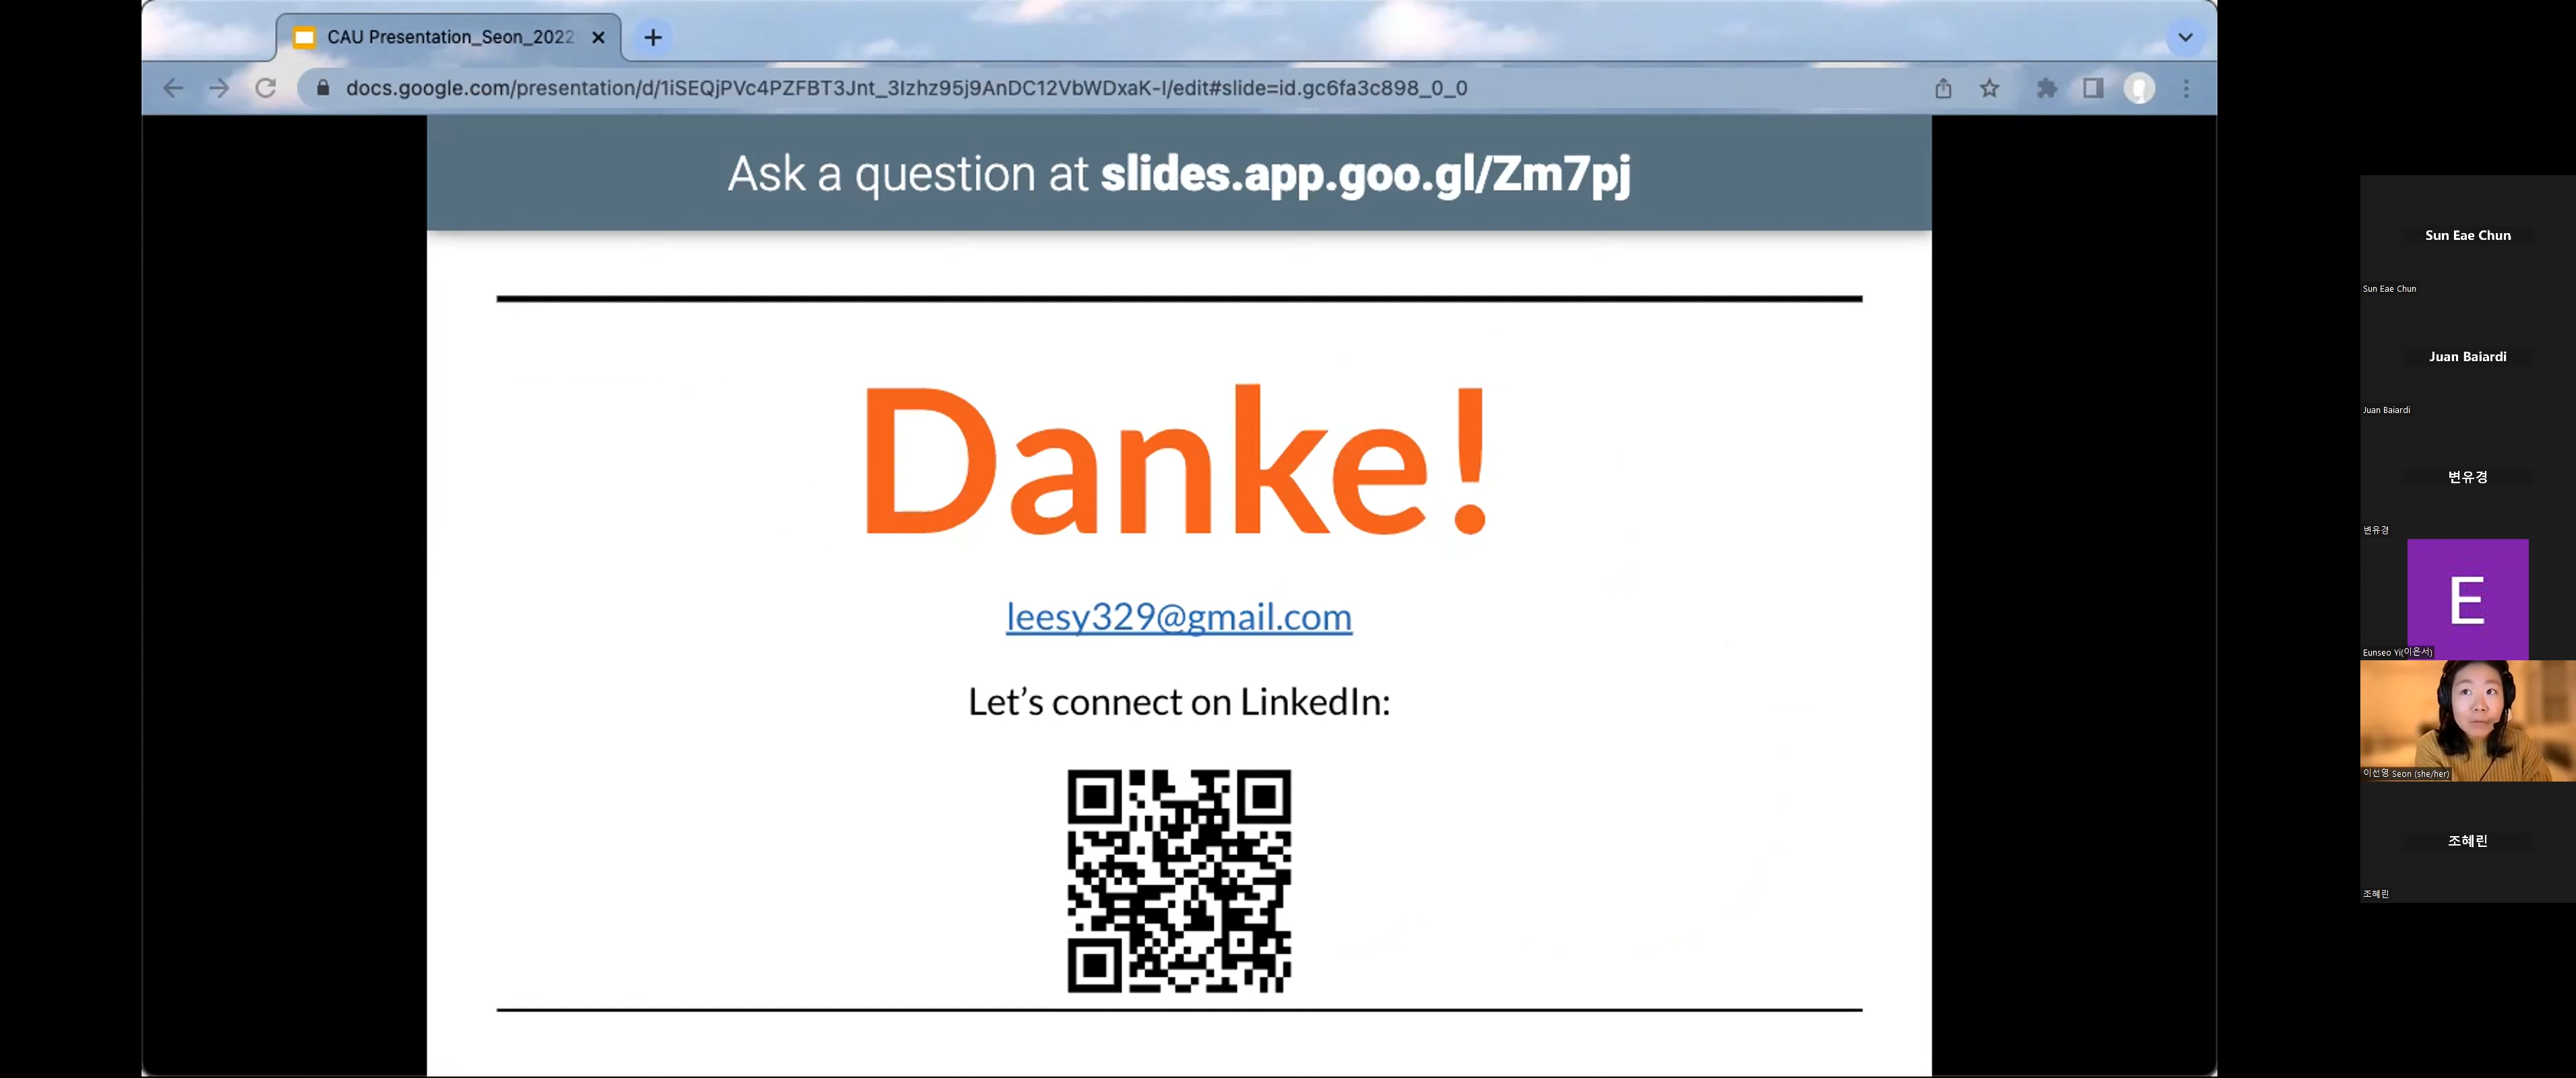 CAU Presentation_Seon_2022
docs.google.com/presentation/d/1iSEQjPVc4PZFBT3Jnt_3Izhz95j9AnDC12VbWDxaK-I/edit#slide=id.gc6fa3c898_0_0
Ask a question at slides.app.goo.gl/Zm7pj
Danke!
leesy329@gmail.com
Let’s connect on LinkedIn:
Sun Eae Chun
Sun Eae Chun
Juan Baiardi
Juan Baiardi
변유경
변유경
E
Eunseo Yi(이은서)
이선영 Seon (she/her)
조혜린
조혜린